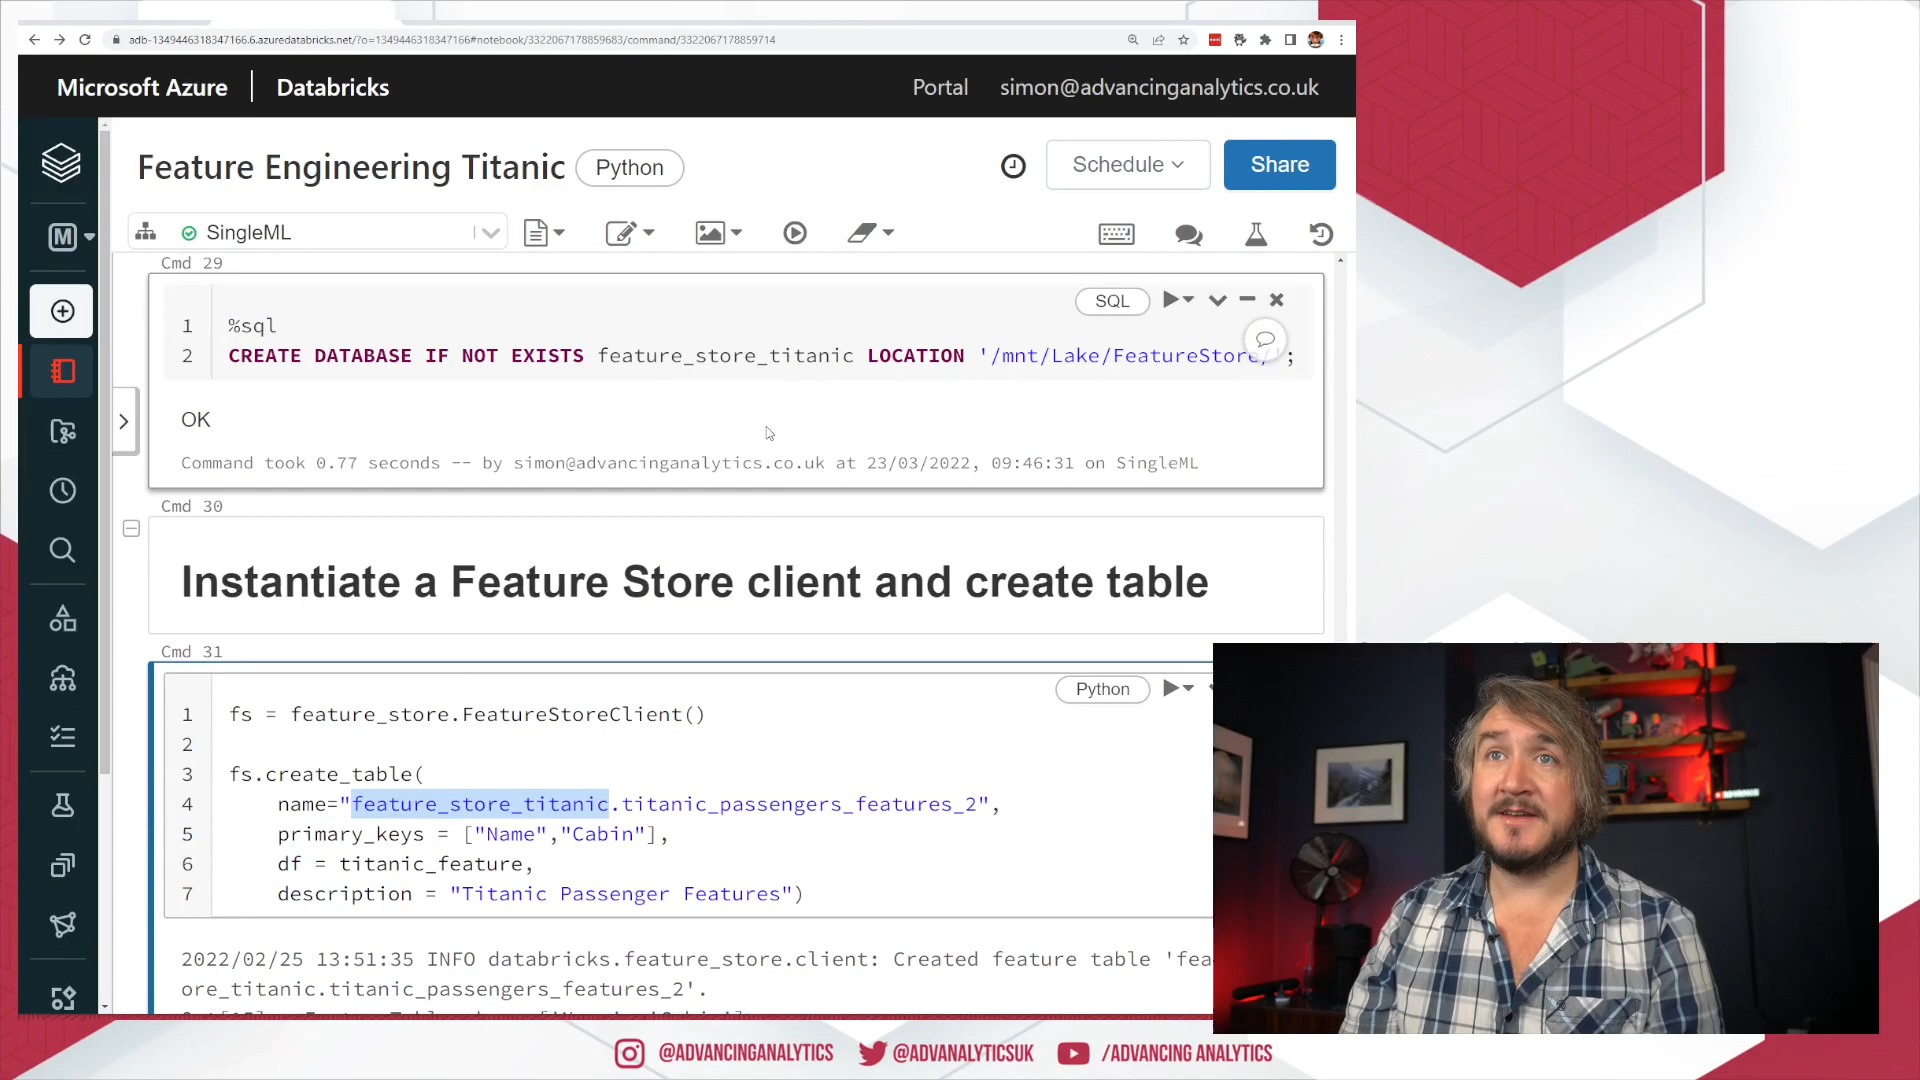 adb-1349446318347166.6.azuredatabricks.net/?o=1349446318347166#notebook/3322067178859683/command/3322067178859714
Microsoft Azure | Databricks
Portal simon@advancinganalytics.co.uk
Feature Engineering Titanic Python
Schedule
Share
SingleML
Cmd 29
SQL
1 %sql
2 CREATE DATABASE IF NOT EXISTS feature_store_titanic LOCATION '/mnt/Lake/FeatureStore/';
OK
Command took 0.77 seconds -- by simon@advancinganalytics.co.uk at 23/03/2022, 09:46:31 on SingleML
Cmd 30
Instantiate a Feature Store client and create table
Cmd 31
Python
1 fs = feature_store.FeatureStoreClient()
2
3 fs.create_table(
4 name="feature_store_titanic.titanic_passengers_features_2",
5 primary_keys = ["Name","Cabin"],
6 df = titanic_feature,
7 description = "Titanic Passenger Features")
2022/02/25 13:51:35 INFO databricks.feature_store.client: Created feature table 'fea
ore_titanic.titanic_passengers_features_2'.
@ADVANCINGANALYTICS @ADVANALYTICSUK /ADVANCING ANALYTICS